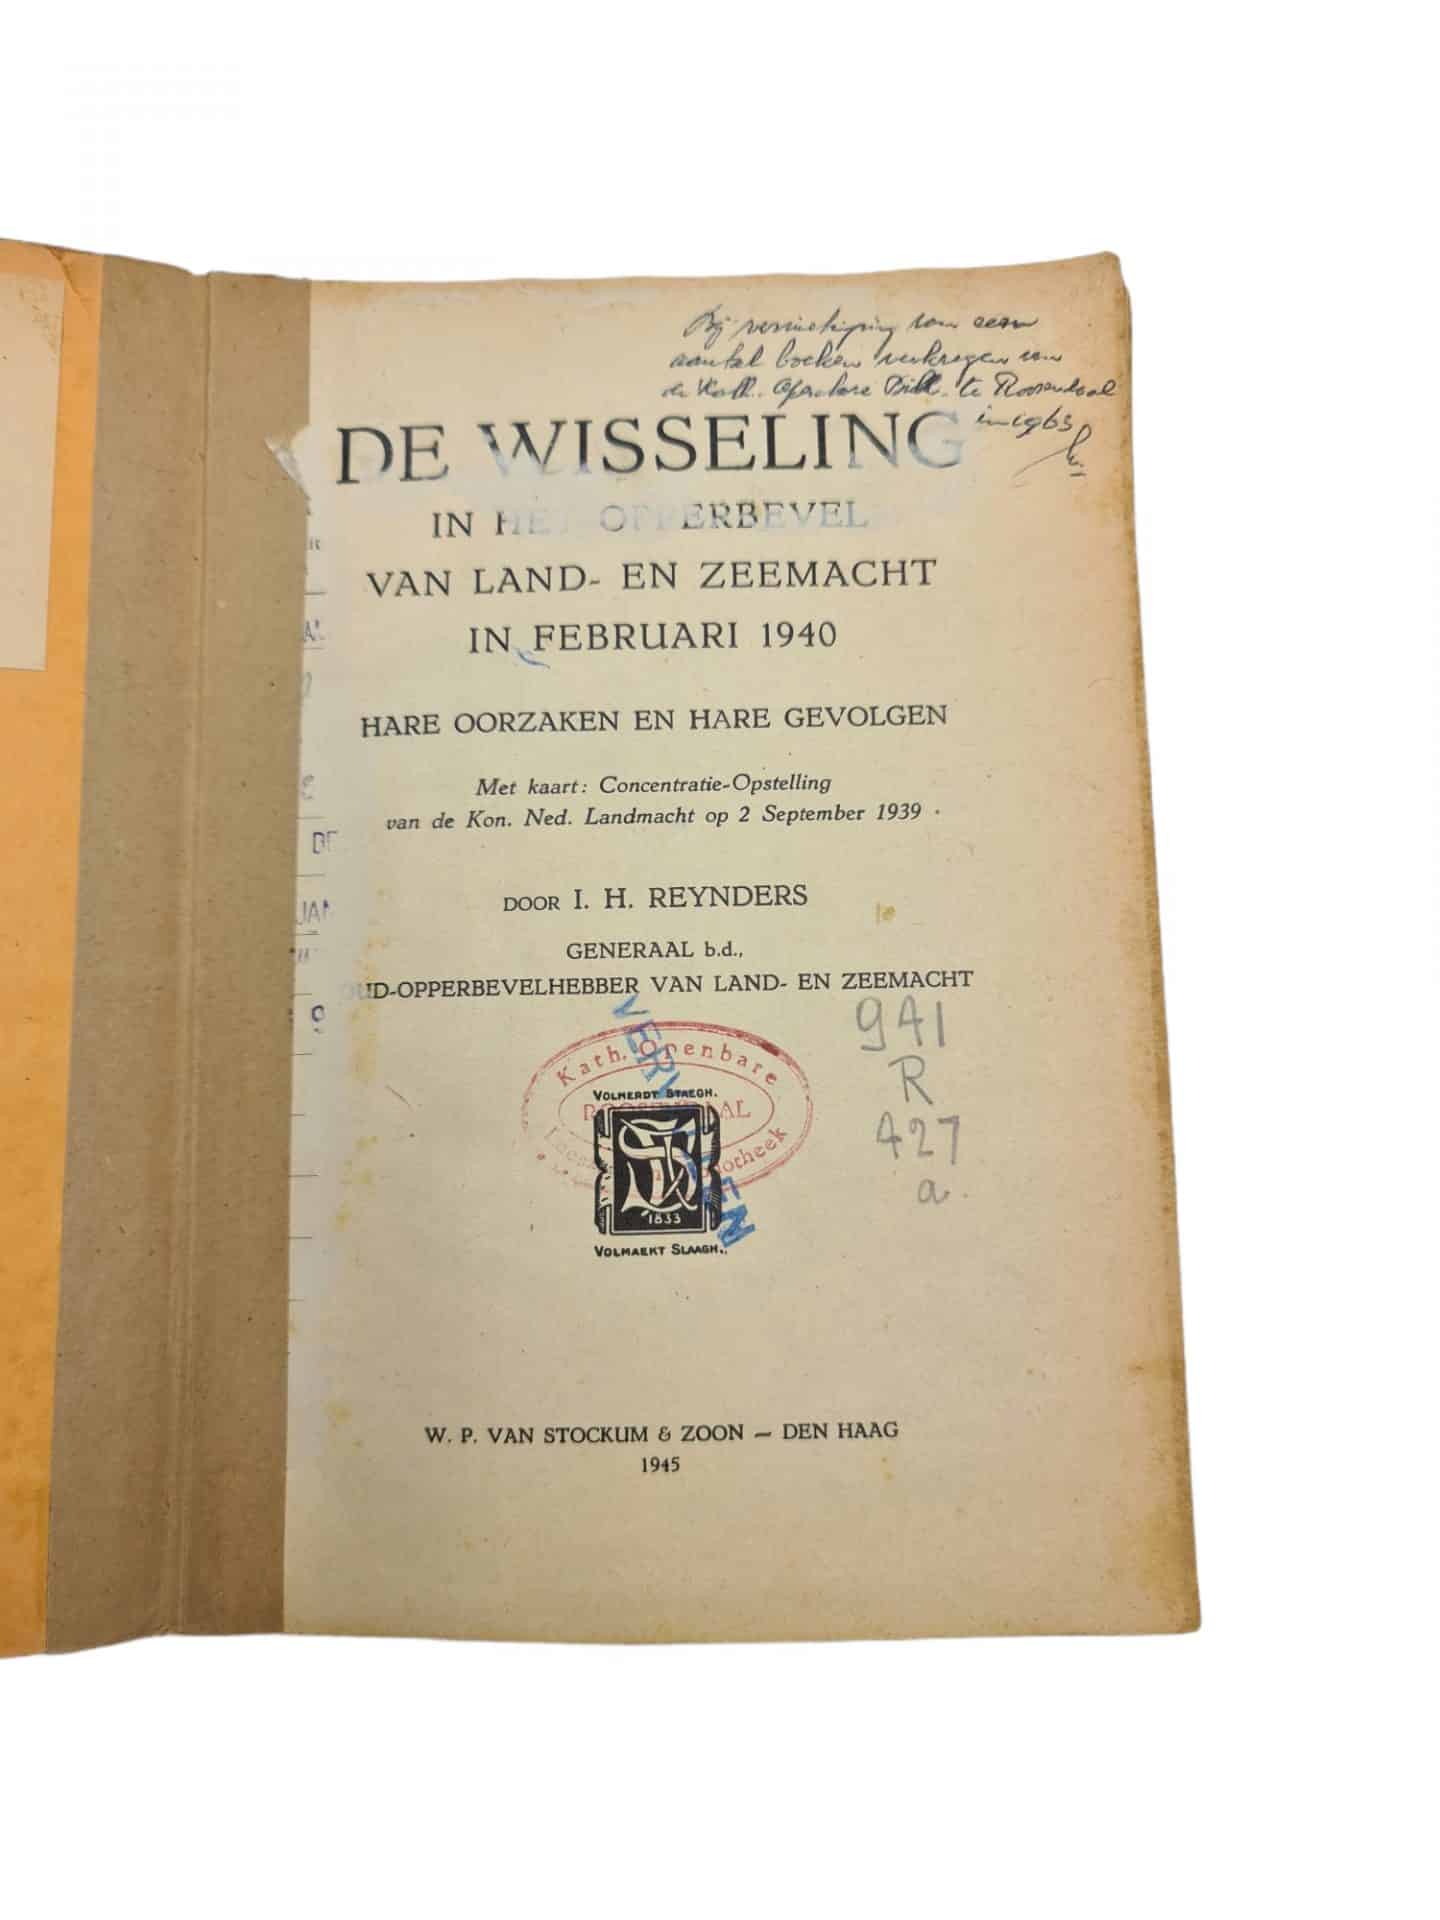 Bij vernietiging van een
aantal boeken verkregen van
de Kath. Openbare Bibl. te Roosendaal
in 1963
DE WISSELING
IN HET OPPERBEVEL
VAN LAND- EN ZEEMACHT
IN FEBRUARI 1940
HARE OORZAKEN EN HARE GEVOLGEN
Met kaart: Concentratie-Opstelling
van de Kon. Ned. Landmacht op 2 September 1939
DOOR I. H. REYNDERS
GENERAAL b.d.,
OUD-OPPERBEVELHEBBER VAN LAND- EN ZEEMACHT
941
R
427
a.
Kath. Openbare
ROOSENDAAL
VOLMERDT STAEGH.
1833
VOLMAEKT SLAAGH.
W. P. VAN STOCKUM & ZOON — DEN HAAG
1945